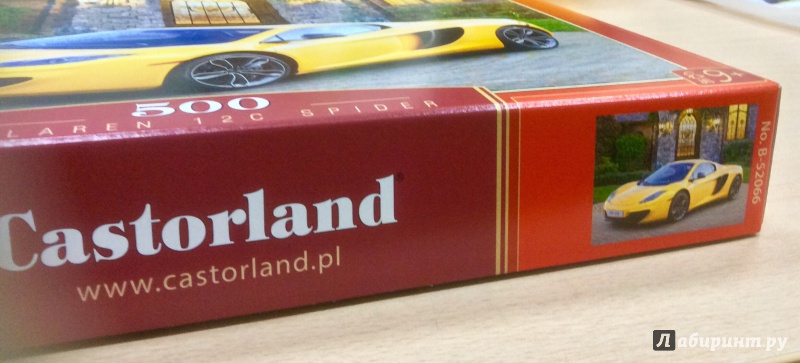 500
LAREN 12C SPIDER
9+
Castorland®
www.castorland.pl
No. B-52066
Лабиринт.ру